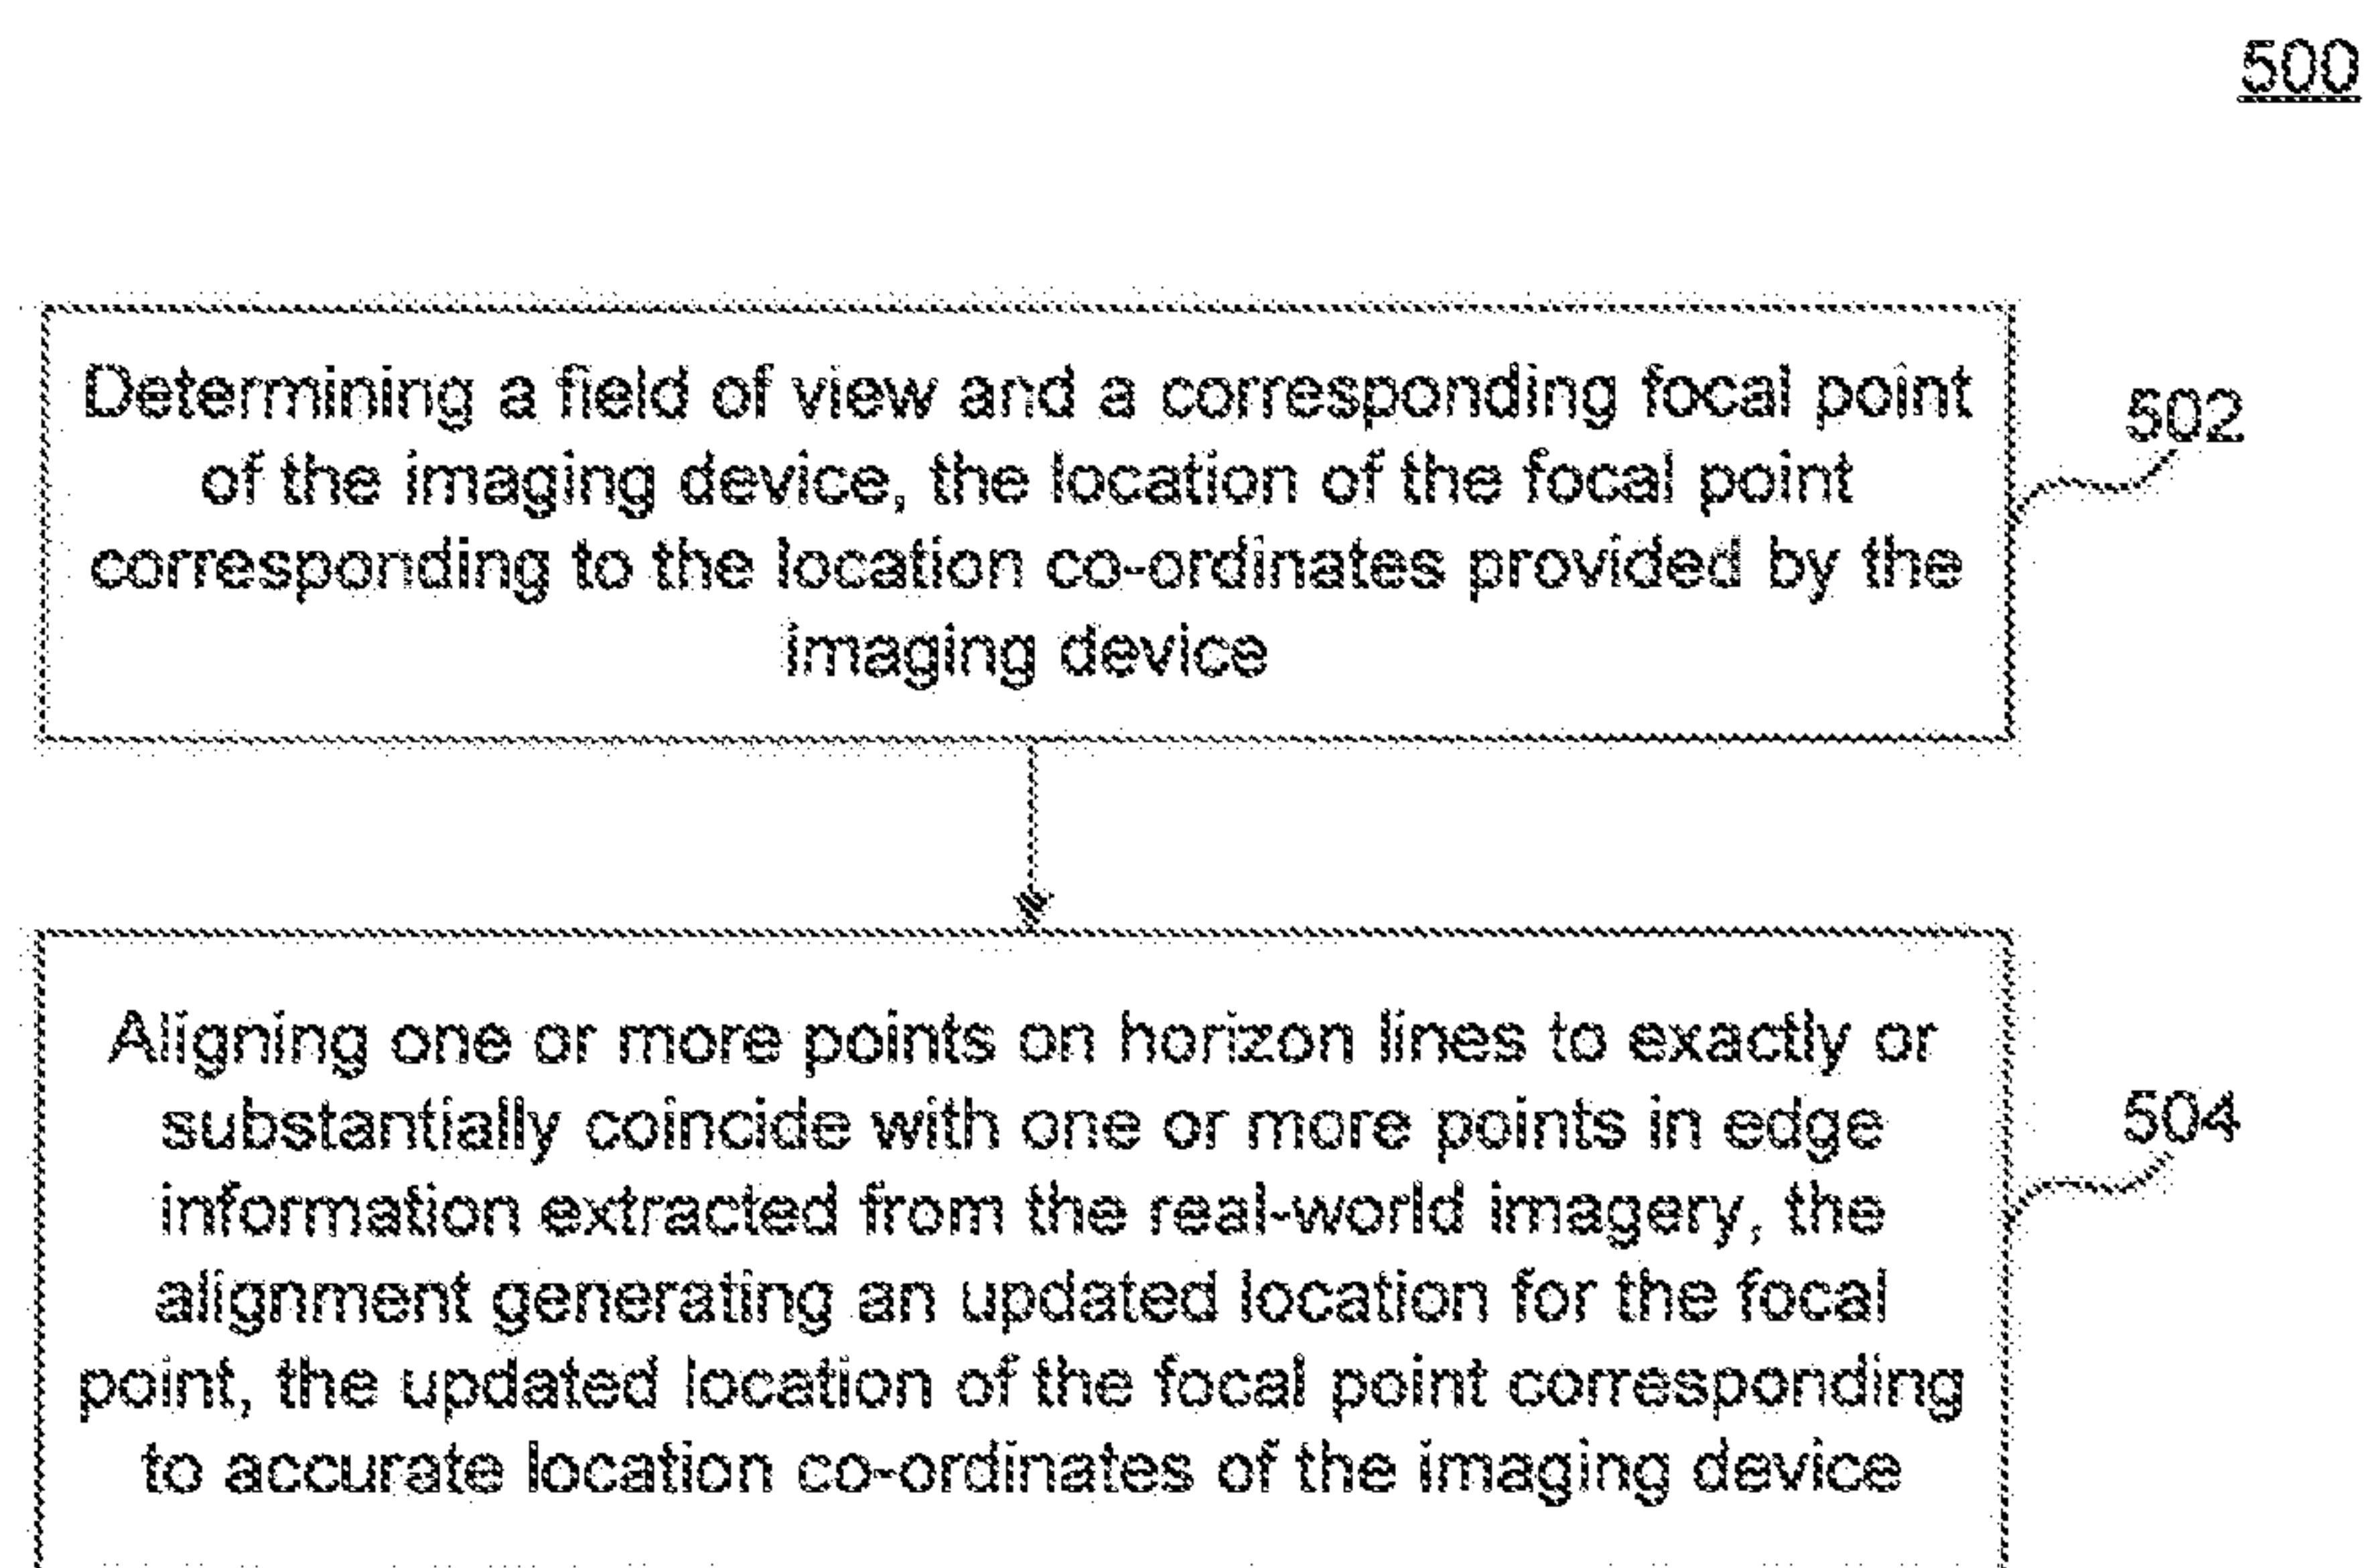 500
Determining a field of view and a corresponding focal point
of the imaging device, the location of the focal point
corresponding to the location co-ordinates provided by the
imaging device
502
Aligning one or more points on horizon lines to exactly or
substantially coincide with one or more points in edge
information extracted from the real-world imagery, the
alignment generating an updated location for the focal
point, the updated location of the focal point corresponding
to accurate location co-ordinates of the imaging device
504